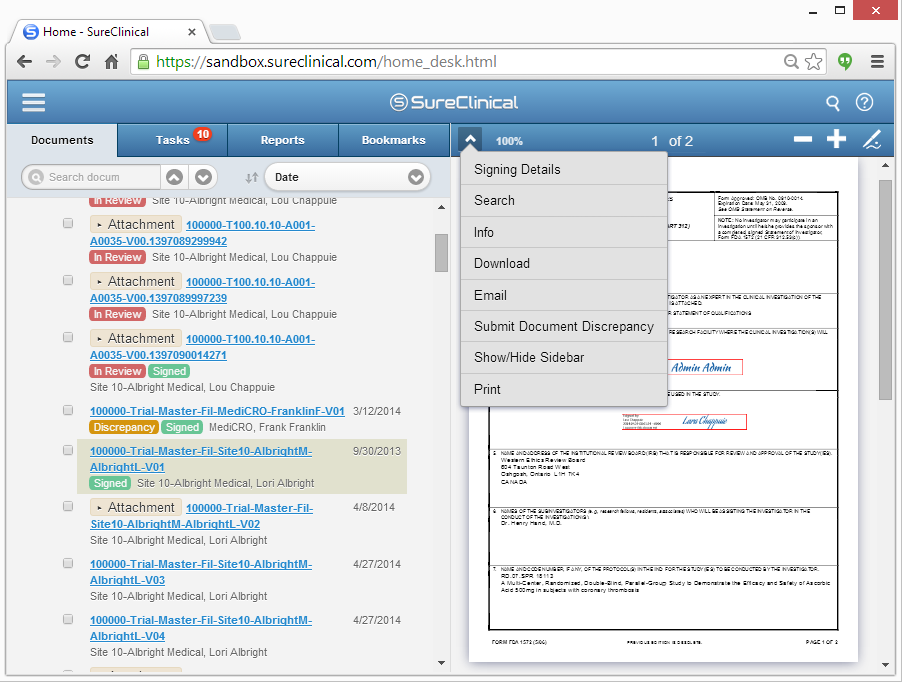 Home - SureClinical
https://sandbox.sureclinical.com/home_desk.html
SureClinical
Documents
Tasks 10
Reports
Bookmarks
100%
1 of 2
Search docum
Date
In Review Site 10-Albright Medical, Lou Chappuie
Attachment 100000-T100.10.10-A001-
A0035-V00.1397089299942
In Review Site 10-Albright Medical, Lou Chappuie
Attachment 100000-T100.10.10-A001-
A0035-V00.1397089997239
In Review Site 10-Albright Medical, Lou Chappuie
Attachment 100000-T100.10.10-A001-
A0035-V00.1397090014271
In Review Signed
Site 10-Albright Medical, Lou Chappuie
100000-Trial-Master-Fil-MediCRO-FranklinF-V01 3/12/2014
Discrepancy Signed MediCRO, Frank Franklin
100000-Trial-Master-Fil-Site10-AlbrightM- 9/30/2013
AlbrightL-V01
Signed Site 10-Albright Medical, Lori Albright
Attachment 100000-Trial-Master-Fil- 4/8/2014
Site10-AlbrightM-AlbrightL-V02
Site 10-Albright Medical, Lori Albright
100000-Trial-Master-Fil-Site10-AlbrightM- 4/27/2014
AlbrightL-V03
Site 10-Albright Medical, Lori Albright
100000-Trial-Master-Fil-Site10-AlbrightM- 4/27/2014
AlbrightL-V04
Site 10-Albright Medical, Lori Albright
Signing Details
Search
Info
Download
Email
Submit Document Discrepancy
Show/Hide Sidebar
Print
Form Approved: OMB No. 0910-0014.
Expiration Date: May 31, 2009.
See OMB Statement on Reverse.
NOTE: No investigator may participate in an
investigation until he/she provides the sponsor with
a completed, signed Statement of Investigator,
Form FDA 1572 (21 CFR 312.53(c)).
PART 312)
STATEMENT OF QUALIFICATIONS
Admin Admin
USED IN THE STUDY.
Lara Chappuie
5. NAME AND ADDRESS OF THE INSTITUTIONAL REVIEW BOARD (IRB) THAT IS RESPONSIBLE FOR REVIEW AND APPROVAL OF THE STUDY(IES).
Western Ethics Review Board
604 Taunton Road West
Oshgosh, Ontario L1H 7K4
CANADA
6. NAMES OF THE SUBINVESTIGATORS (e.g., research fellows, residents, associates) WHO WILL BE ASSISTING THE INVESTIGATOR IN THE
CONDUCT OF THE INVESTIGATION(S)
Dr. Henry Hand, M.D.
7. NAME AND CODE NUMBER, IF ANY, OF THE PROTOCOL(S) IN THE IND FOR THE STUDY(IES) TO BE CONDUCTED BY THE INVESTIGATOR.
RD.07.SPR. 18113
A Multi-Center, Randomized, Double-Blind, Parallel-Group Study to Demonstrate the Efficacy and Safety of Ascorbic
Acid 500mg in subjects with coronary thrombosis
FORM FDA 1572 (5/06)
PREVIOUS EDITION IS OBSOLETE.
PAGE 1 OF 2